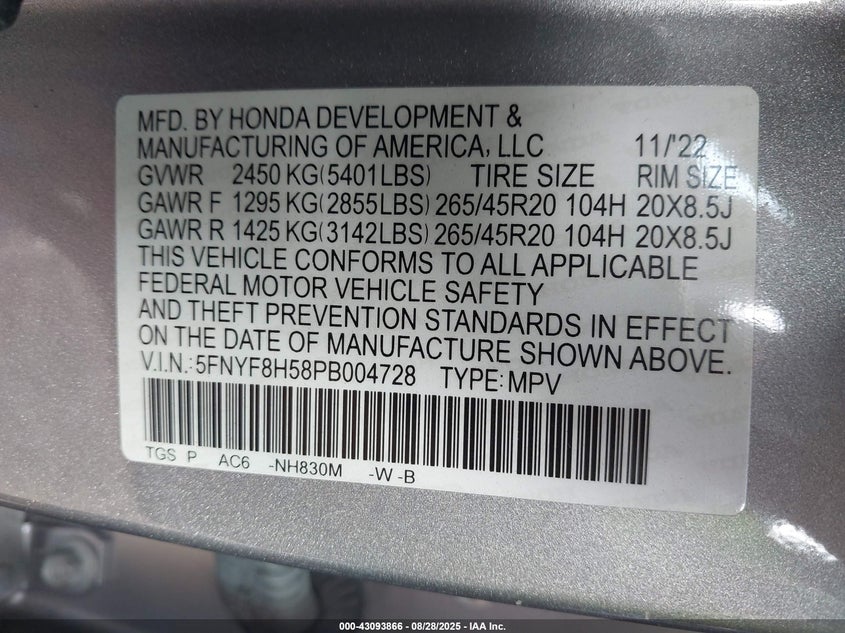 MFD. BY HONDA DEVELOPMENT &
MANUFACTURING OF AMERICA, LLC 11/'22
GVWR 2450 KG(5401LBS) TIRE SIZE RIM SIZE
GAWR F 1295 KG(2855LBS) 265/45R20 104H 20X8.5J
GAWR R 1425 KG(3142LBS) 265/45R20 104H 20X8.5J
THIS VEHICLE CONFORMS TO ALL APPLICABLE
FEDERAL MOTOR VEHICLE SAFETY
AND THEFT PREVENTION STANDARDS IN EFFECT
ON THE DATE OF MANUFACTURE SHOWN ABOVE.
V.I.N.:5FNYF8H58PB004728 TYPE:MPV
TGS P AC6 -NH830M -W -B
000-43093866 - 08/28/2025 - IAA Inc.